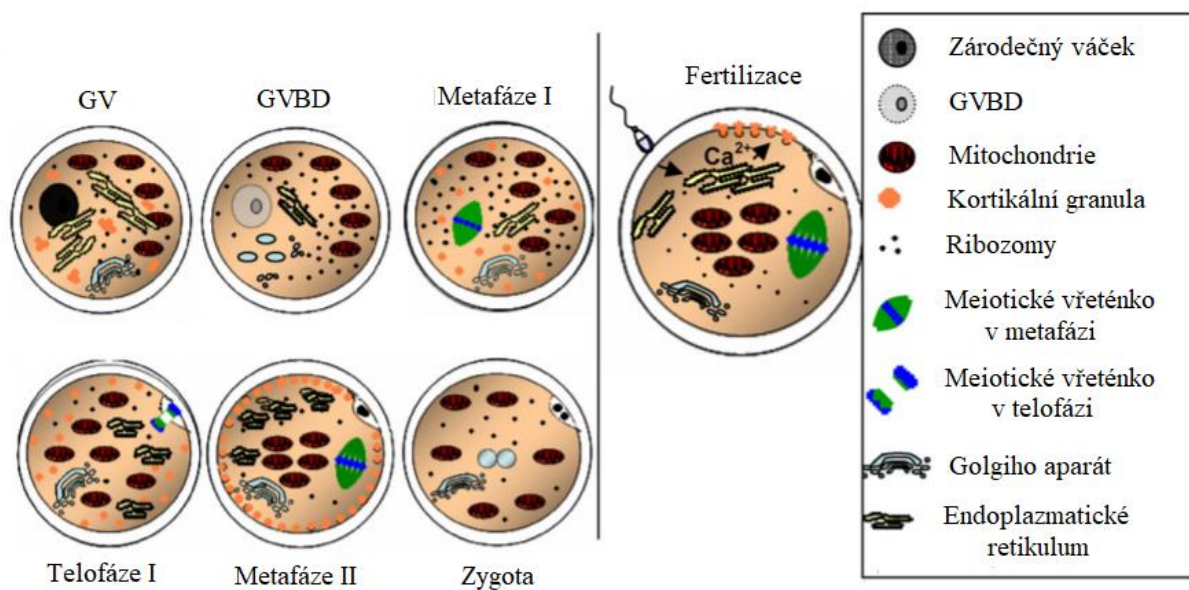 GV
GVBD
Metafáze I
Telofáze I
Metafáze II
Zygota
Fertilizace
Ca²⁺
Zárodečný váček
GVBD
Mitochondrie
Kortikální granula
Ribozomy
Meiotické vřeténko
v metafázi
Meiotické vřeténko
v telofázi
Golgiho aparát
Endoplazmatické
retikulum